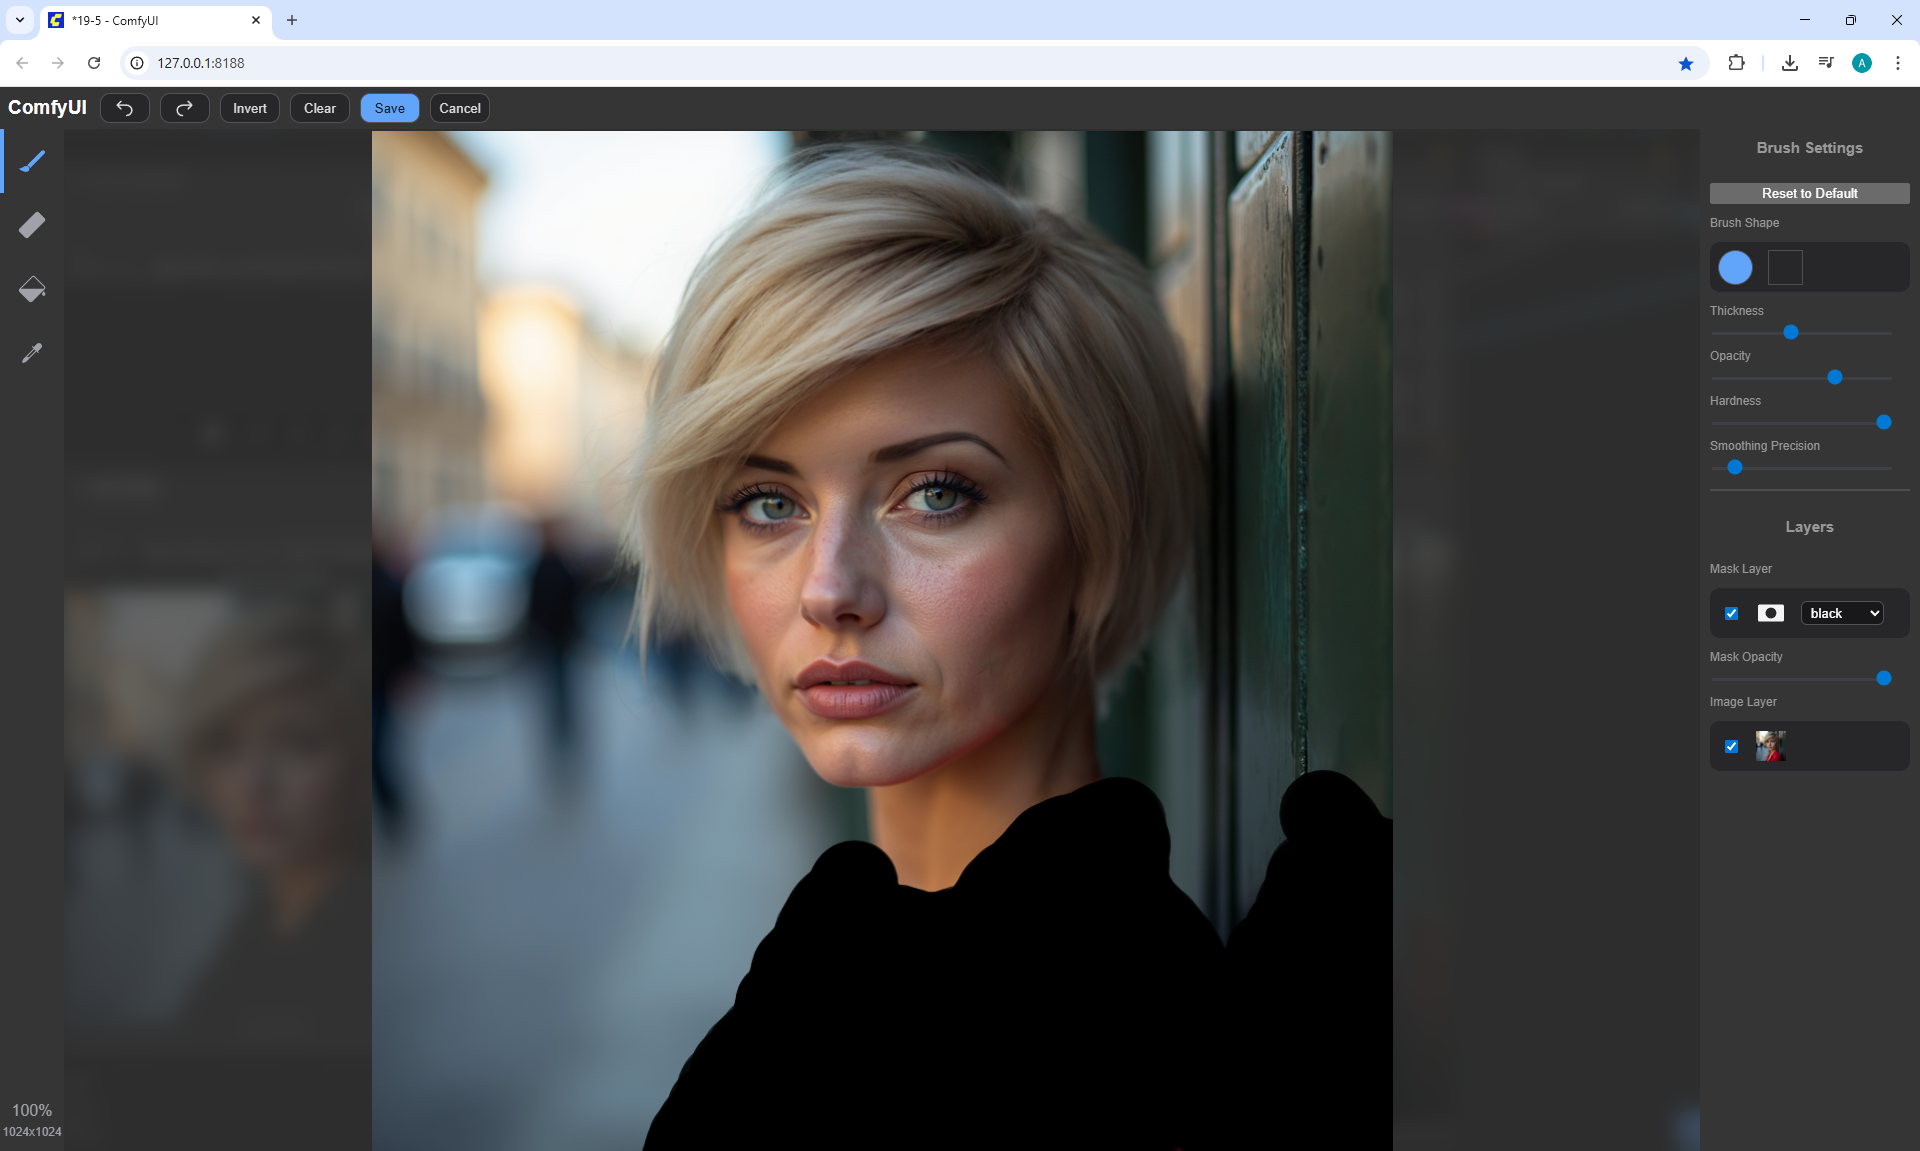 *19-5 - ComfyUI
127.0.0.1:8188
ComfyUI
Invert
Clear
Save
Cancel
A
Brush Settings
Reset to Default
Brush Shape
Thickness
Opacity
Hardness
Smoothing Precision
Layers
Mask Layer
black
Mask Opacity
Image Layer
100%
1024x1024